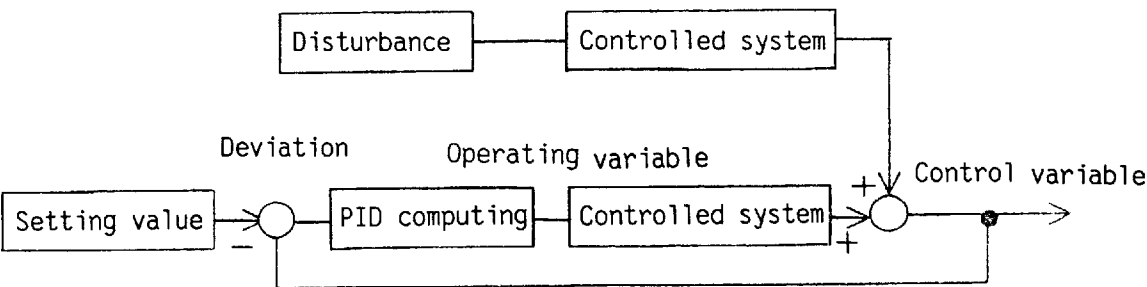 Disturbance
Controlled system
Deviation
Operating variable
+
Control variable
Setting value
−
PID computing
Controlled system
+